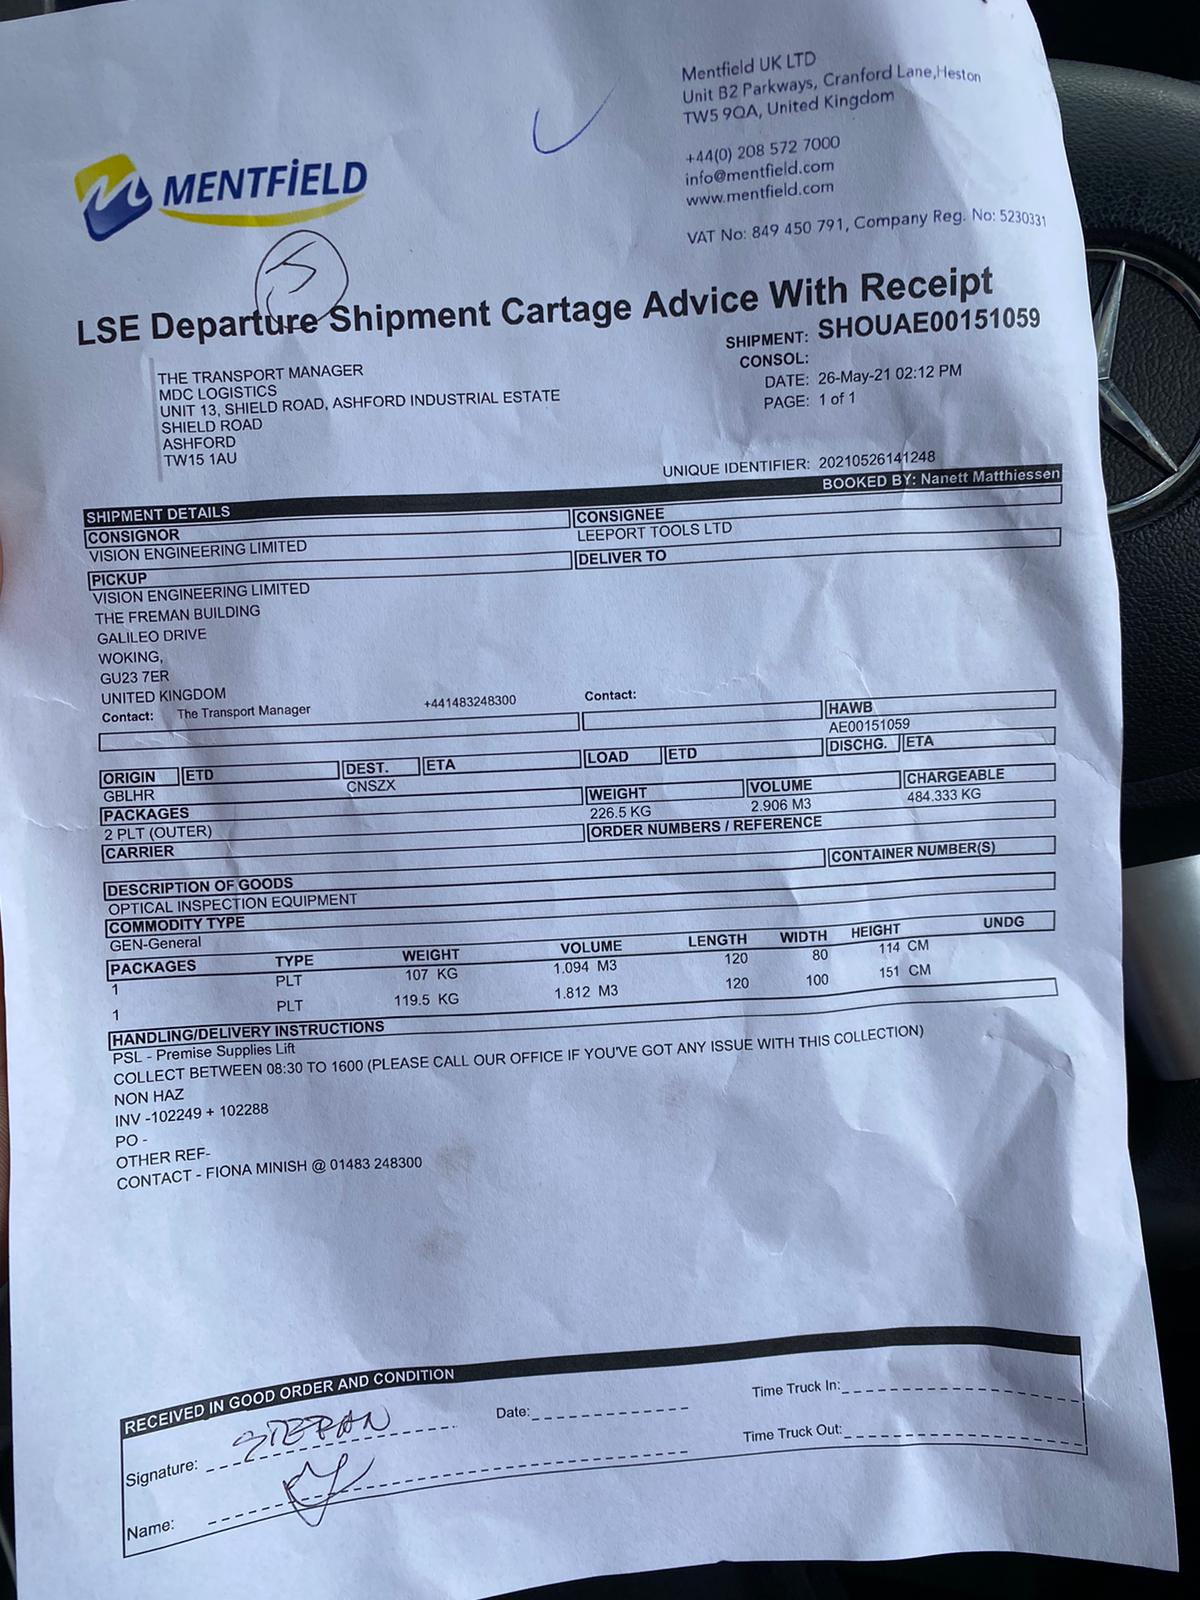 Mentfield UK LTD
Unit B2 Parkways, Cranford Lane,Heston
TW5 9QA, United Kingdom
+44(0) 208 572 7000
info@mentfield.com
www.mentfield.com
VAT No: 849 450 791, Company Reg. No: 5230331
MENTFİELD
5
LSE Departure Shipment Cartage Advice With Receipt
SHIPMENT: SHOUAE00151059
CONSOL:
DATE: 26-May-21 02:12 PM
PAGE: 1 of 1
THE TRANSPORT MANAGER
MDC LOGISTICS
UNIT 13, SHIELD ROAD, ASHFORD INDUSTRIAL ESTATE
SHIELD ROAD
ASHFORD
TW15 1AU
UNIQUE IDENTIFIER: 20210526141248
BOOKED BY: Nanett Matthiessen
SHIPMENT DETAILS
CONSIGNOR CONSIGNEE
VISION ENGINEERING LIMITED LEEPORT TOOLS LTD
PICKUP DELIVER TO
VISION ENGINEERING LIMITED
THE FREMAN BUILDING
GALILEO DRIVE
WOKING,
GU23 7ER
UNITED KINGDOM
Contact: The Transport Manager +441483248300 Contact:
HAWB
AE00151059
ORIGIN ETD DEST. ETA LOAD ETD DISCHG. ETA
GBLHR CNSZX
PACKAGES WEIGHT VOLUME CHARGEABLE
2 PLT (OUTER) 226.5 KG 2.906 M3 484.333 KG
CARRIER ORDER NUMBERS / REFERENCE
DESCRIPTION OF GOODS CONTAINER NUMBER(S)
OPTICAL INSPECTION EQUIPMENT
COMMODITY TYPE
GEN-General
PACKAGES TYPE WEIGHT VOLUME LENGTH WIDTH HEIGHT UNDG
1 PLT 107 KG 1.094 M3 120 80 114 CM
1 PLT 119.5 KG 1.812 M3 120 100 151 CM
HANDLING/DELIVERY INSTRUCTIONS
PSL - Premise Supplies Lift
COLLECT BETWEEN 08:30 TO 1600 (PLEASE CALL OUR OFFICE IF YOU'VE GOT ANY ISSUE WITH THIS COLLECTION)
NON HAZ
INV -102249 + 102288
PO -
OTHER REF-
CONTACT - FIONA MINISH @ 01483 248300
RECEIVED IN GOOD ORDER AND CONDITION
Signature: STEFAN Date: Time Truck In:
Name: Time Truck Out: